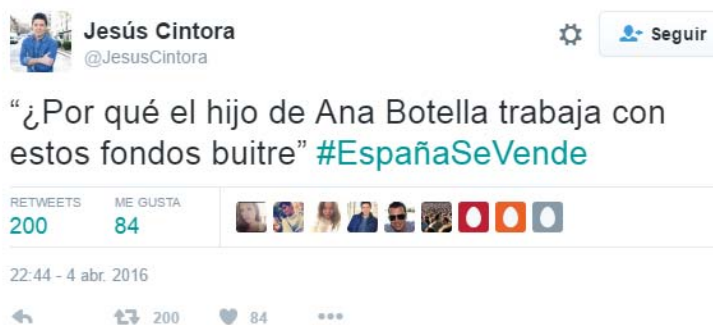 Jesús Cintora
@JesusCintora
Seguir
“¿Por qué el hijo de Ana Botella trabaja con
estos fondos buitre” #EspañaSeVende
RETWEETS ME GUSTA
200 84
22:44 - 4 abr. 2016
200 84